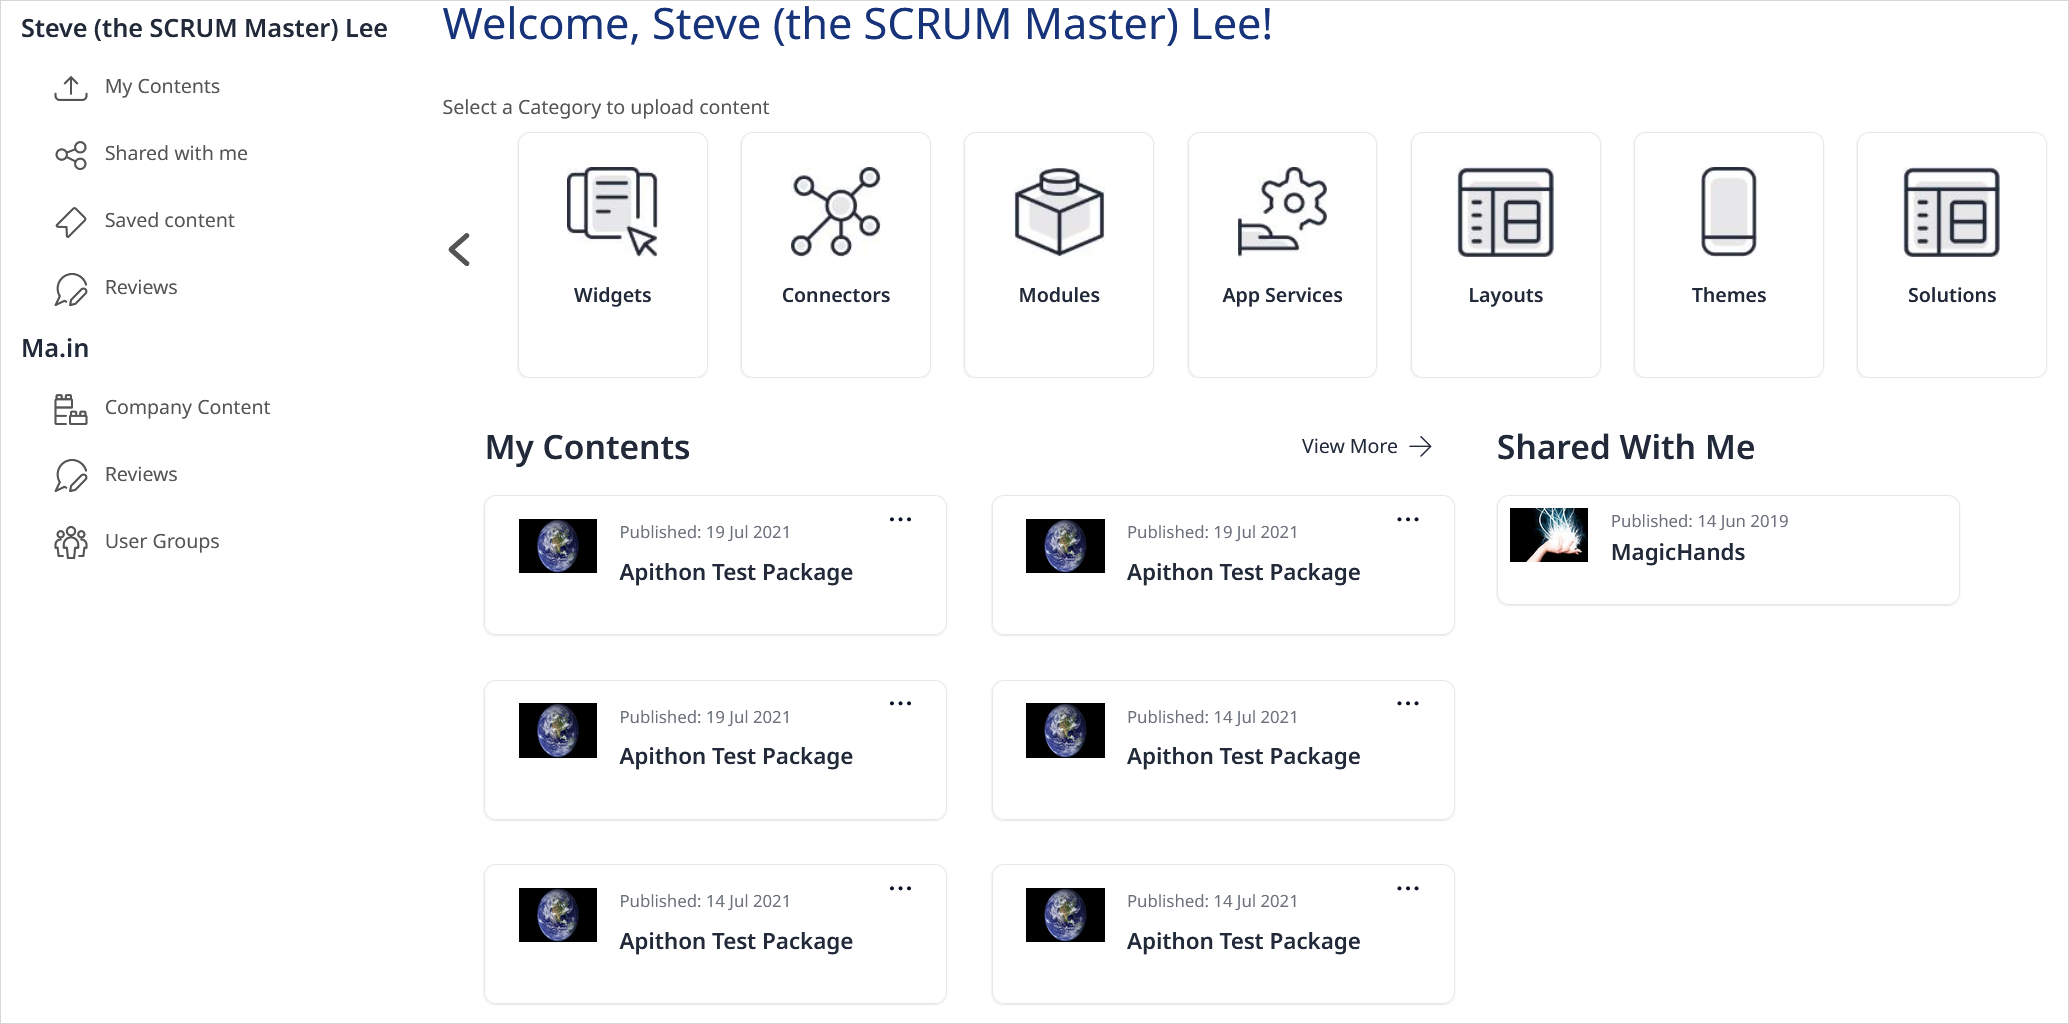 Steve (the SCRUM Master) Lee
My Contents
Shared with me
Saved content
Reviews
Ma.in
Company Content
Reviews
User Groups
Welcome, Steve (the SCRUM Master) Lee!
Select a Category to upload content
Widgets
Connectors
Modules
App Services
Layouts
Themes
Solutions
My Contents
View More
Published: 19 Jul 2021
Apithon Test Package
Published: 19 Jul 2021
Apithon Test Package
Published: 19 Jul 2021
Apithon Test Package
Published: 14 Jul 2021
Apithon Test Package
Published: 14 Jul 2021
Apithon Test Package
Published: 14 Jul 2021
Apithon Test Package
Shared With Me
Published: 14 Jun 2019
MagicHands